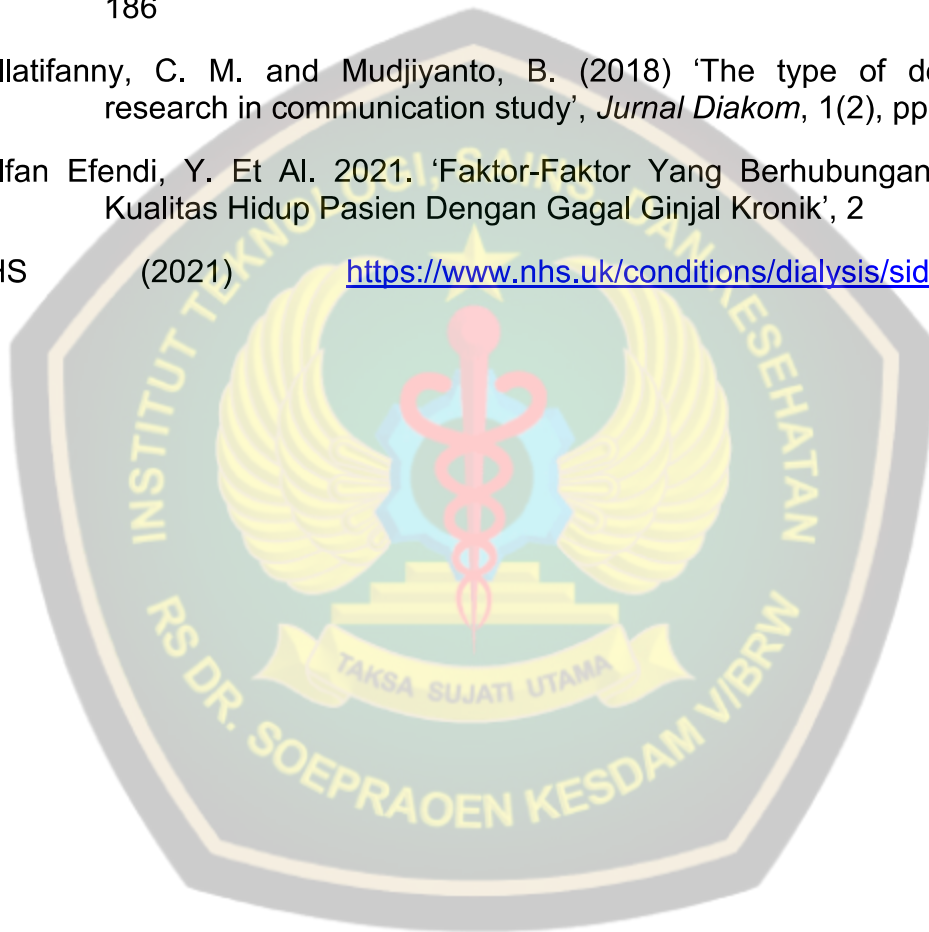 186
llatifanny, C. M. and Mudjiyanto, B. (2018) ‘The type of de
research in communication study’, Jurnal Diakom, 1(2), pp
lfan Efendi, Y. Et Al. 2021. ‘Faktor-Faktor Yang Berhubungan
Kualitas Hidup Pasien Dengan Gagal Ginjal Kronik’, 2
HS (2021) https://www.nhs.uk/conditions/dialysis/sid
INSTITUT TEKNOLOGI, SAINS, DAN KESEHATAN
TAKSA SUJATI UTAMA
RS DR. SOEPRAOEN KESDAM V/BRW